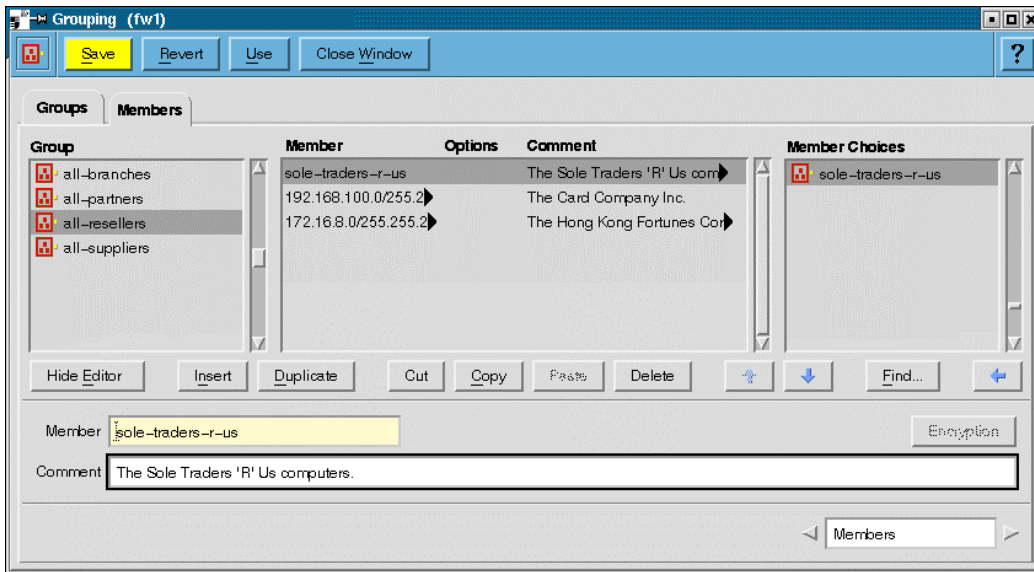 Grouping (fw1)
Save Revert Use Close Window ?
Groups Members
Group Member Options Comment Member Choices
all-branches sole-traders-r-us The Sole Traders 'R' Us com sole-traders-r-us
all-partners 192.168.100.0/255.2 The Card Company Inc.
all-resellers 172.16.8.0/255.255.2 The Hong Kong Fortunes Cor
all-suppliers
Hide Editor Insert Duplicate Cut Copy Paste Delete Find...
Member sole-traders-r-us Encryption
Comment The Sole Traders 'R' Us computers.
Members